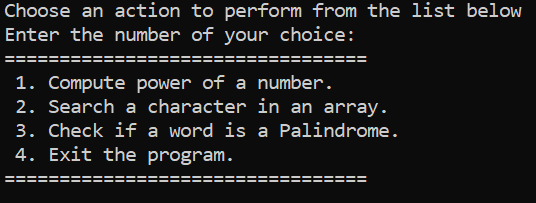 Choose an action to perform from the list below
Enter the number of your choice:
=================================
1. Compute power of a number.
2. Search a character in an array.
3. Check if a word is a Palindrome.
4. Exit the program.
=================================